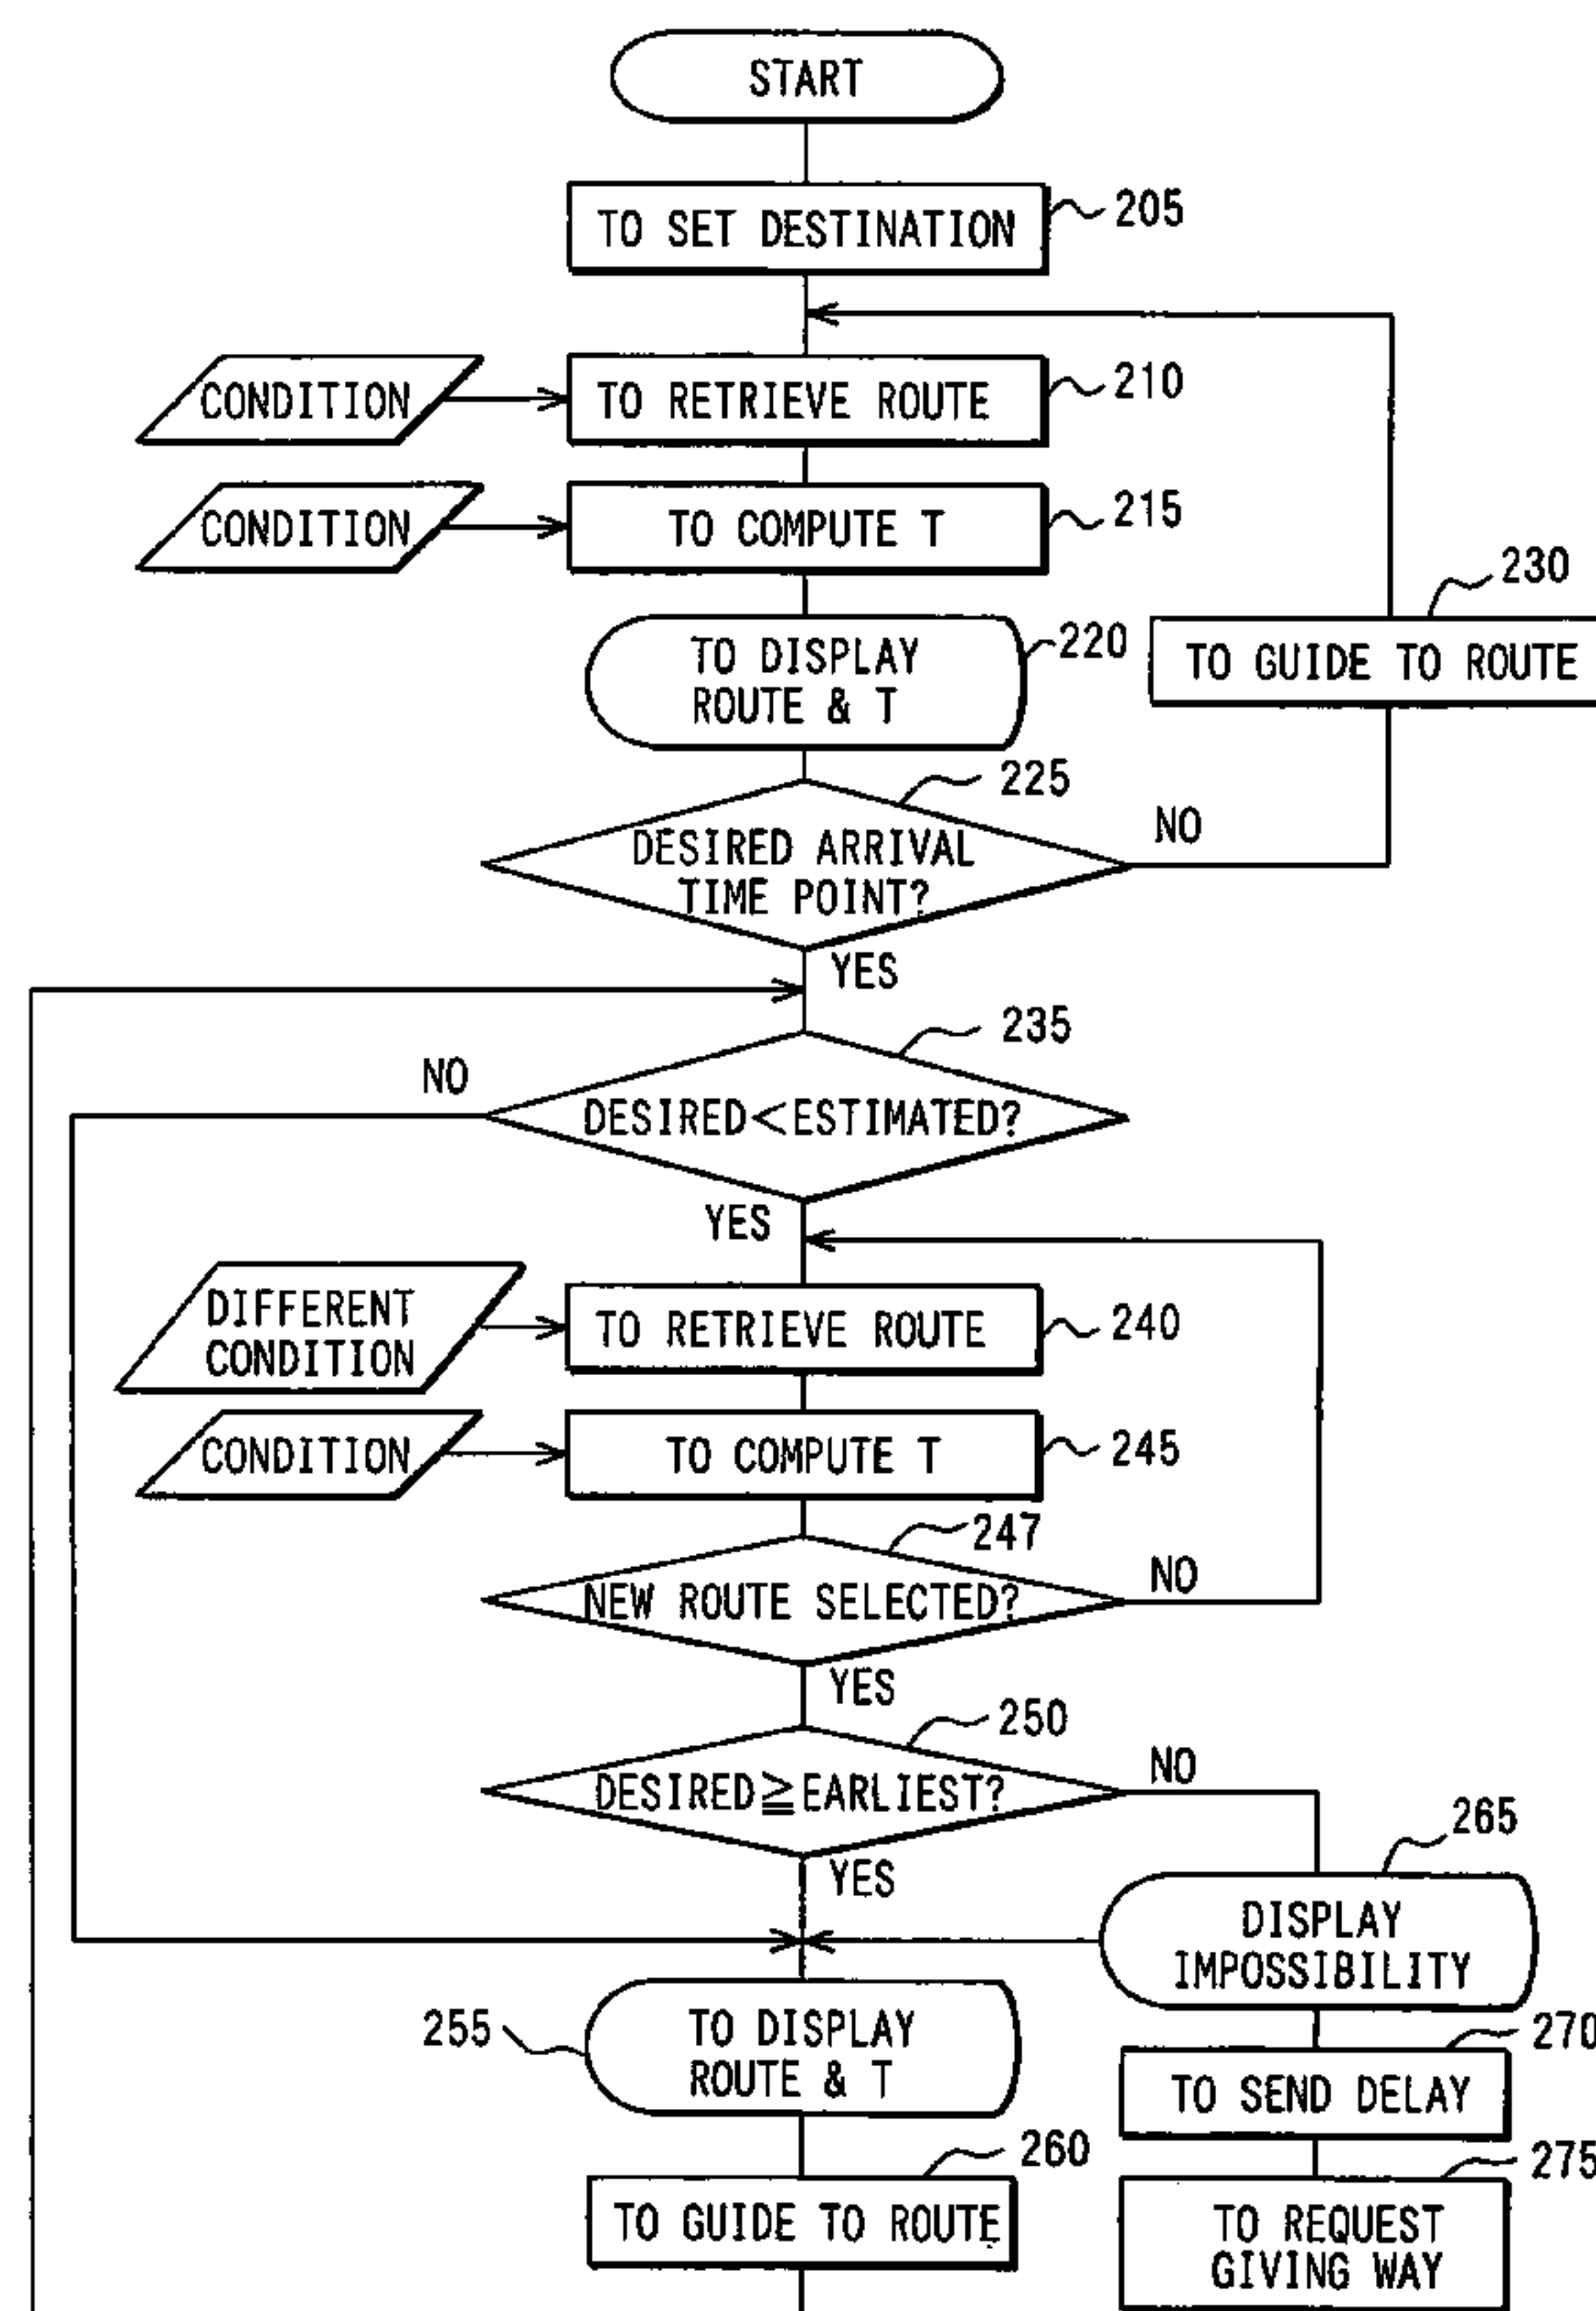 START
TO SET DESTINATION
205
CONDITION
TO RETRIEVE ROUTE
210
CONDITION
TO COMPUTE T
215
230
TO DISPLAY
ROUTE & T
220
TO GUIDE TO ROUTE
225
DESIRED ARRIVAL
TIME POINT?
NO
YES
235
NO
DESIRED<ESTIMATED?
YES
DIFFERENT
CONDITION
TO RETRIEVE ROUTE
240
CONDITION
TO COMPUTE T
245
247
NEW ROUTE SELECTED?
NO
YES
250
DESIRED≧EARLIEST?
NO
YES
265
DISPLAY
IMPOSSIBILITY
255
TO DISPLAY
ROUTE & T
270
TO SEND DELAY
260
TO GUIDE TO ROUTE
275
TO REQUEST
GIVING WAY